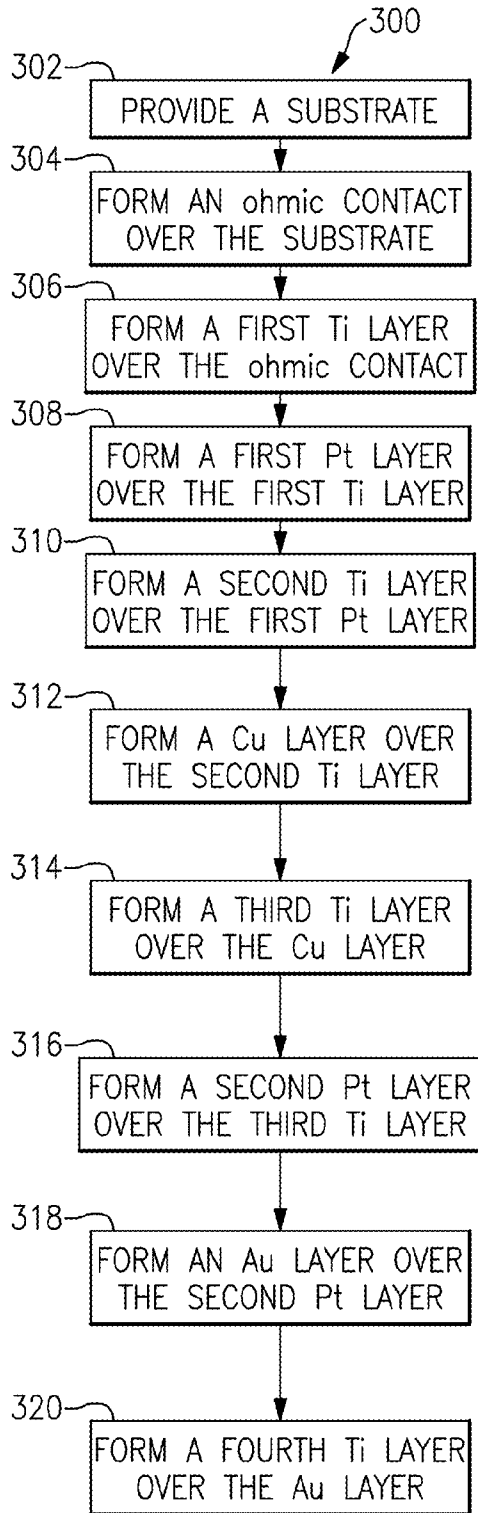 300
302
PROVIDE A SUBSTRATE
304
FORM AN ohmic CONTACT
OVER THE SUBSTRATE
306
FORM A FIRST Ti LAYER
OVER THE ohmic CONTACT
308
FORM A FIRST Pt LAYER
OVER THE FIRST Ti LAYER
310
FORM A SECOND Ti LAYER
OVER THE FIRST Pt LAYER
312
FORM A Cu LAYER OVER
THE SECOND Ti LAYER
314
FORM A THIRD Ti LAYER
OVER THE Cu LAYER
316
FORM A SECOND Pt LAYER
OVER THE THIRD Ti LAYER
318
FORM AN Au LAYER OVER
THE SECOND Pt LAYER
320
FORM A FOURTH Ti LAYER
OVER THE Au LAYER